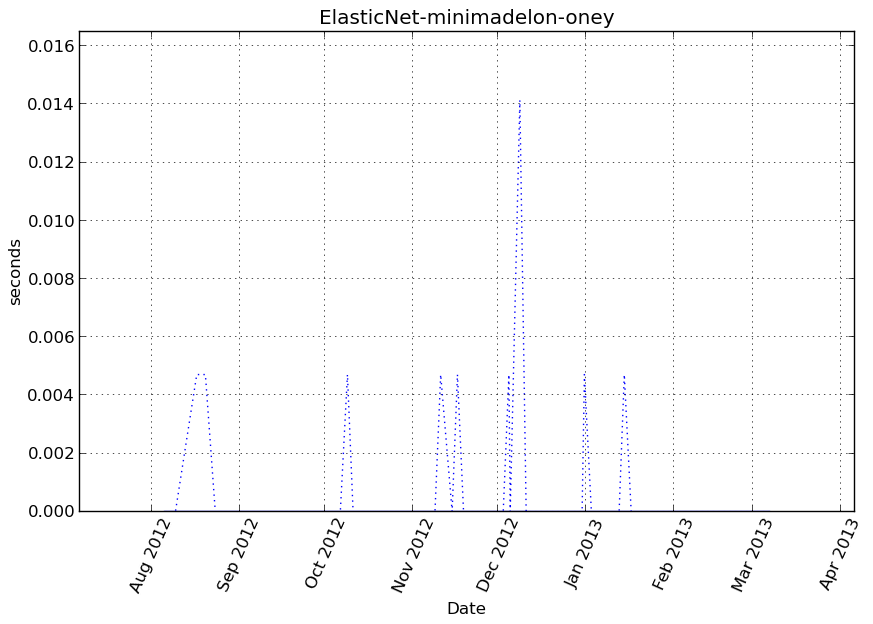 ElasticNet-minimadelon-oney
0.016
0.014
0.012
0.010
0.008
0.006
0.004
0.002
0.000
seconds
Aug 2012
Sep 2012
Oct 2012
Nov 2012
Dec 2012
Jan 2013
Feb 2013
Mar 2013
Apr 2013
Date